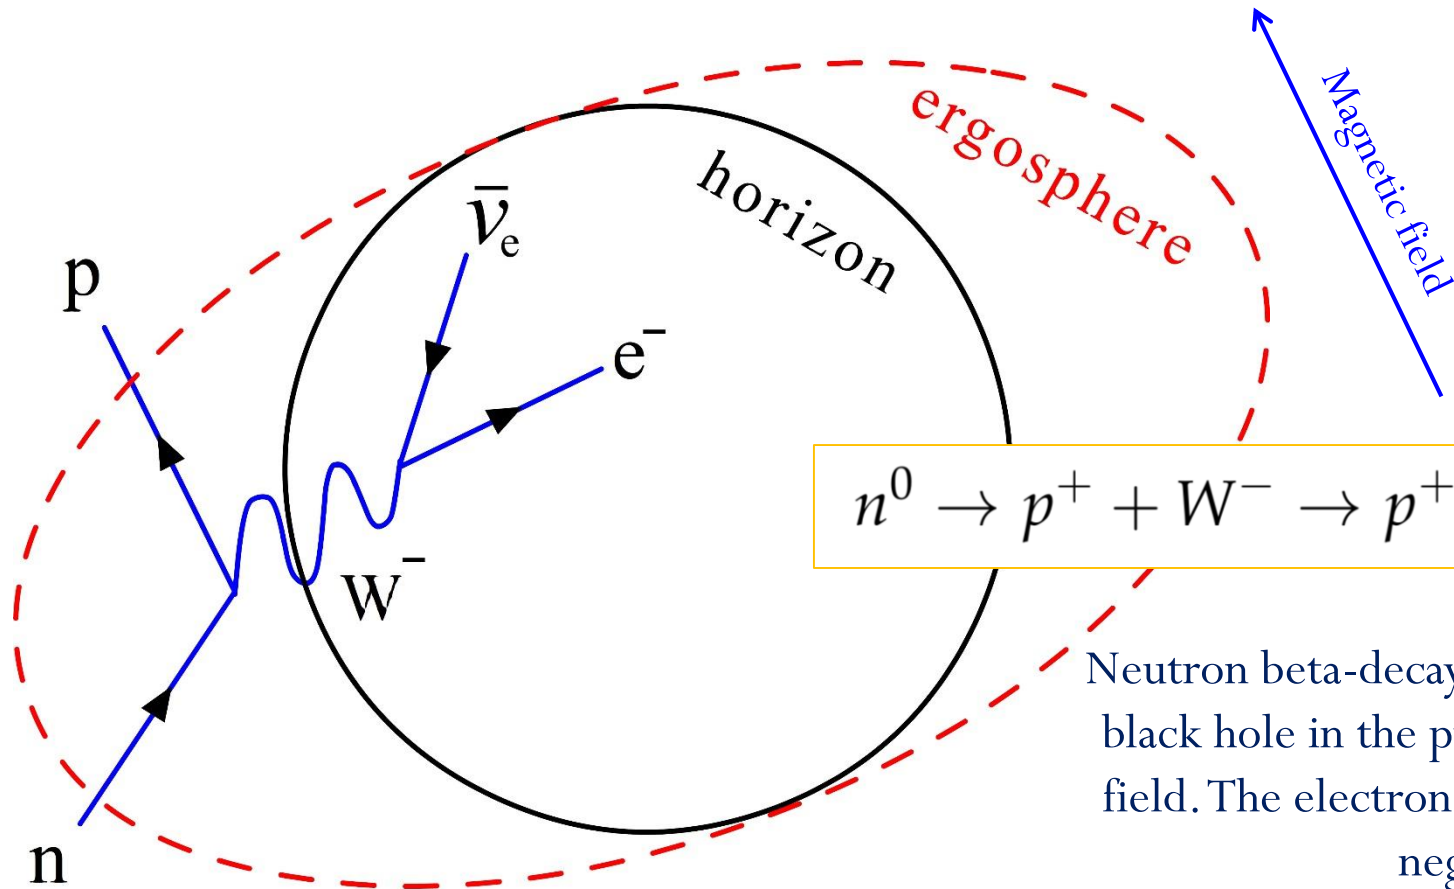 Magnetic field
ergosphere
horizon
ν̅e
p
e⁻
W⁻
n⁰ → p⁺ + W⁻ → p⁺
Neutron beta-decay
black hole in the p
field. The electron
neg
n